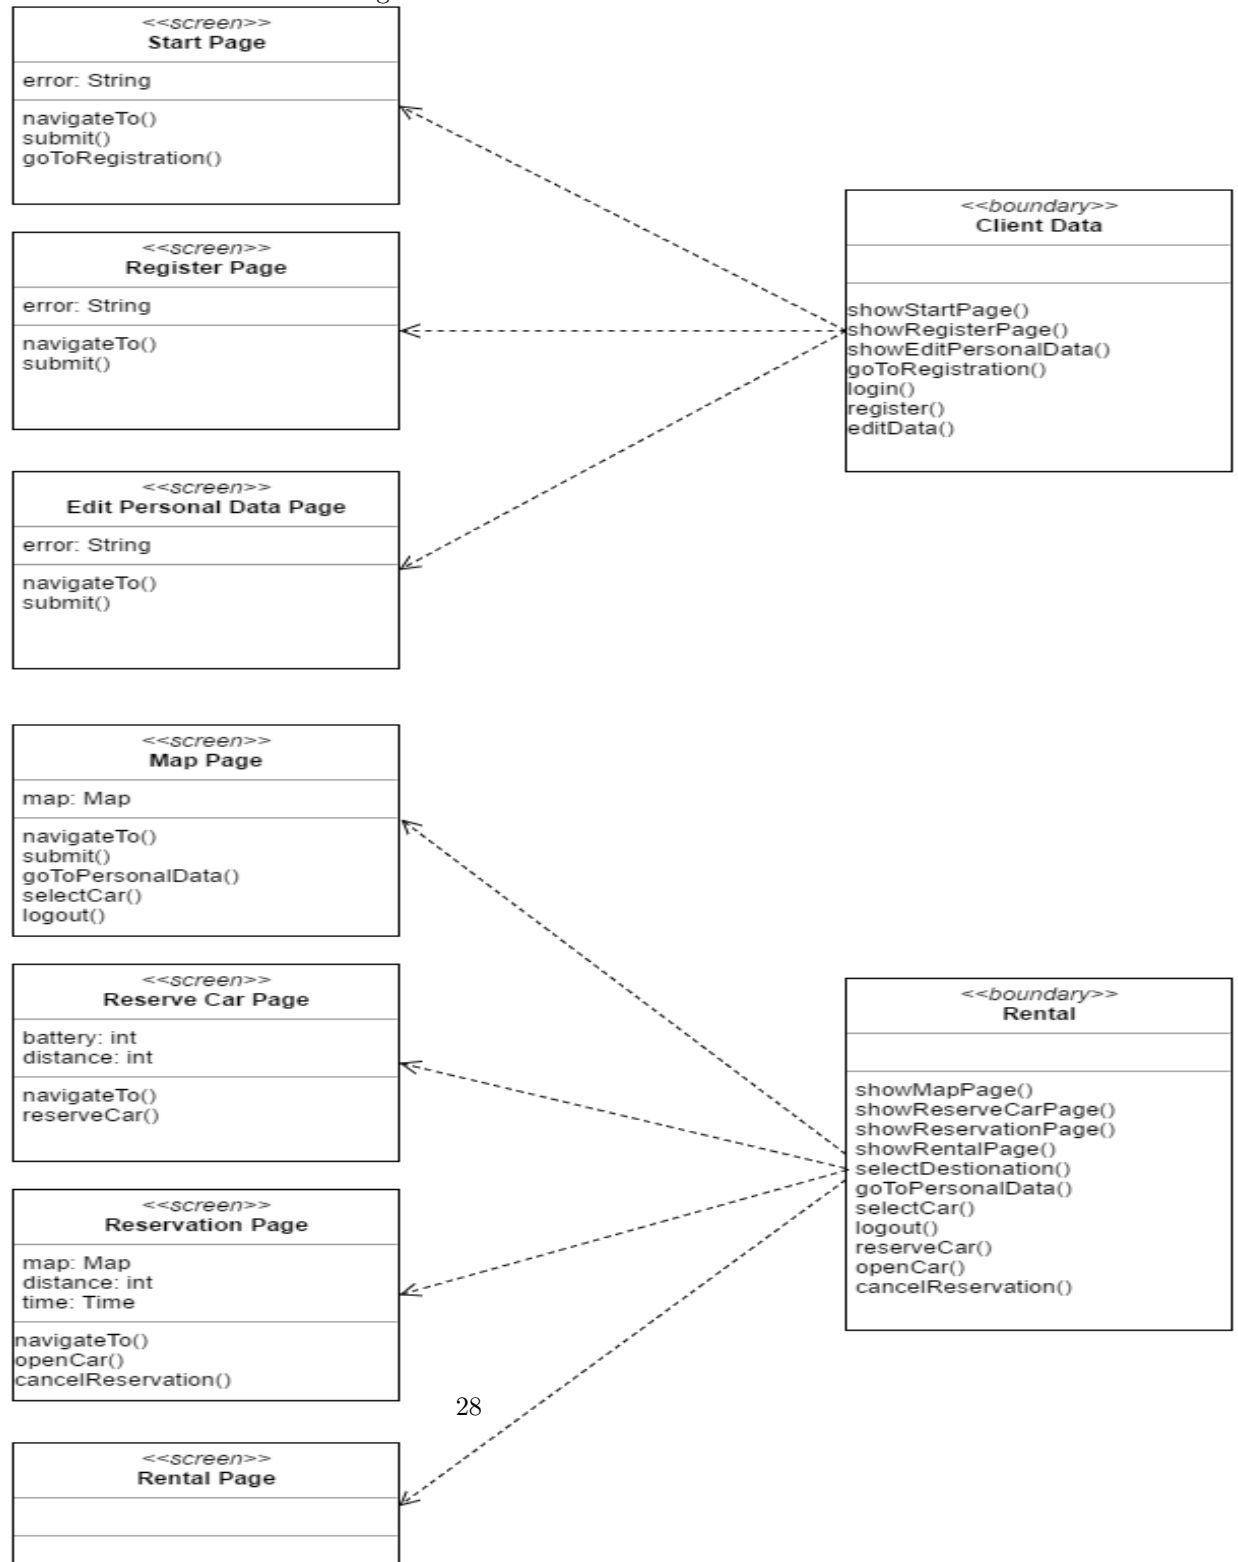 <<screen>>
Start Page
error: String
navigateTo()
submit()
goToRegistration()
<<screen>>
Register Page
error: String
navigateTo()
submit()
<<screen>>
Edit Personal Data Page
error: String
navigateTo()
submit()
<<boundary>>
Client Data
showStartPage()
showRegisterPage()
showEditPersonalData()
goToRegistration()
login()
register()
editData()
<<screen>>
Map Page
map: Map
navigateTo()
submit()
goToPersonalData()
selectCar()
logout()
<<screen>>
Reserve Car Page
battery: int
distance: int
navigateTo()
reserveCar()
<<screen>>
Reservation Page
map: Map
distance: int
time: Time
navigateTo()
openCar()
cancelReservation()
<<screen>>
Rental Page
<<boundary>>
Rental
showMapPage()
showReserveCarPage()
showReservationPage()
showRentalPage()
selectDestionation()
goToPersonalData()
selectCar()
logout()
reserveCar()
openCar()
cancelReservation()
28